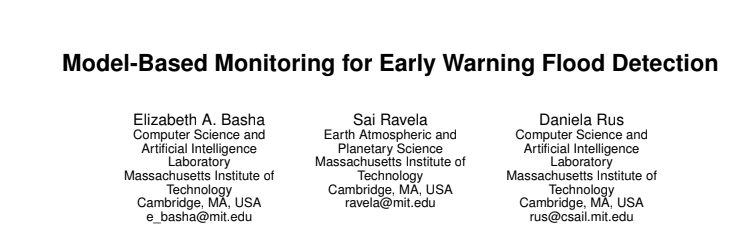 Model-Based Monitoring for Early Warning Flood Detection
Elizabeth A. Basha
Computer Science and
Artificial Intelligence
Laboratory
Massachusetts Institute of
Technology
Cambridge, MA, USA
e_basha@mit.edu
Sai Ravela
Earth Atmospheric and
Planetary Science
Massachusetts Institute of
Technology
Cambridge, MA, USA
ravela@mit.edu
Daniela Rus
Computer Science and
Artificial Intelligence
Laboratory
Massachusetts Institute of
Technology
Cambridge, MA, USA
rus@csail.mit.edu